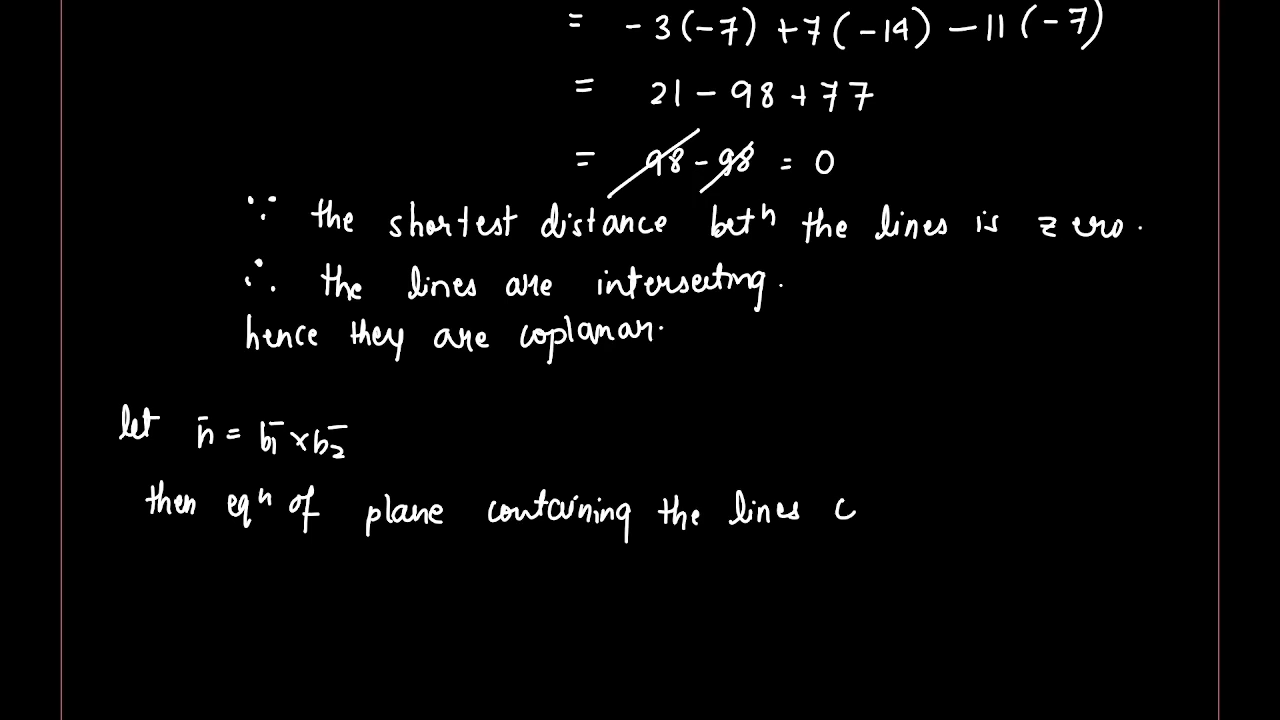 = -3(-7) +7(-14) -11(-7)
= 21 - 98 + 77
= 98 - 98 = 0
∵ the shortest distance betⁿ the lines is zero.
∴ the lines are intersecting.
hence they are coplanar.
let n̄ = b̄₁ × b̄₂
then eqⁿ of plane containing the lines c